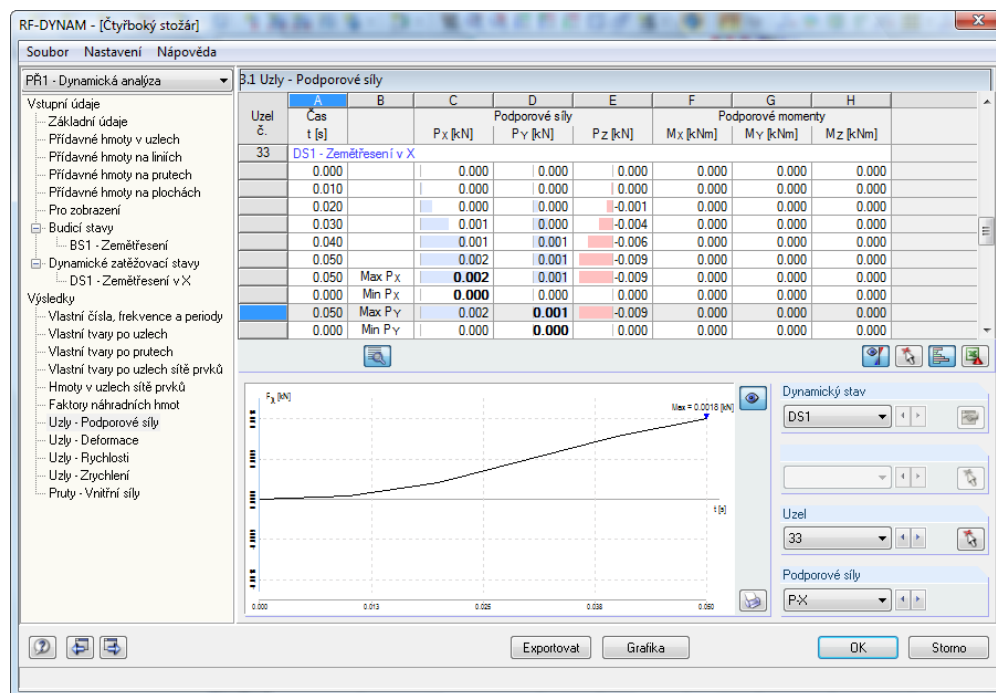 RF-DYNAM - [Čtyřboký stožár]
Soubor Nastavení Nápověda
PŘ1 - Dynamická analýza
Vstupní údaje
Základní údaje
Přídavné hmoty v uzlech
Přídavné hmoty na liniích
Přídavné hmoty na prutech
Přídavné hmoty na plochách
Pro zobrazení
Budicí stavy
BS1 - Zemětřesení
Dynamické zatěžovací stavy
DS1 - Zemětřesení v X
Výsledky
Vlastní čísla, frekvence a periody
Vlastní tvary po uzlech
Vlastní tvary po prutech
Vlastní tvary po uzlech sítě prvků
Hmoty v uzlech sítě prvků
Faktory náhradních hmot
Uzly - Podporové síly
Uzly - Deformace
Uzly - Rychlosti
Uzly - Zrychlení
Pruty - Vnitřní síly
3.1 Uzly - Podporové síly
A B C D E F G H
Uzel Čas Podporové síly Podporové momenty
č. t [s] PX [kN] PY [kN] PZ [kN] MX [kNm] MY [kNm] MZ [kNm]
33 DS1 - Zemětřesení v X
0.000 0.000 0.000 0.000 0.000 0.000 0.000
0.010 0.000 0.000 0.000 0.000 0.000 0.000
0.020 0.000 0.000 -0.001 0.000 0.000 0.000
0.030 0.001 0.000 -0.004 0.000 0.000 0.000
0.040 0.001 0.001 -0.006 0.000 0.000 0.000
0.050 0.002 0.001 -0.009 0.000 0.000 0.000
0.050 Max PX 0.002 0.001 -0.009 0.000 0.000 0.000
0.000 Min PX 0.000 0.000 0.000 0.000 0.000 0.000
0.050 Max PY 0.002 0.001 -0.009 0.000 0.000 0.000
0.000 Min PY 0.000 0.000 0.000 0.000 0.000 0.000
FX [kN]
Max = 0.0018 [kN]
t [s]
0.000 0.013 0.025 0.038 0.050
Dynamický stav
DS1
Uzel
33
Podporové síly
P-X
Exportovat Grafika OK Storno